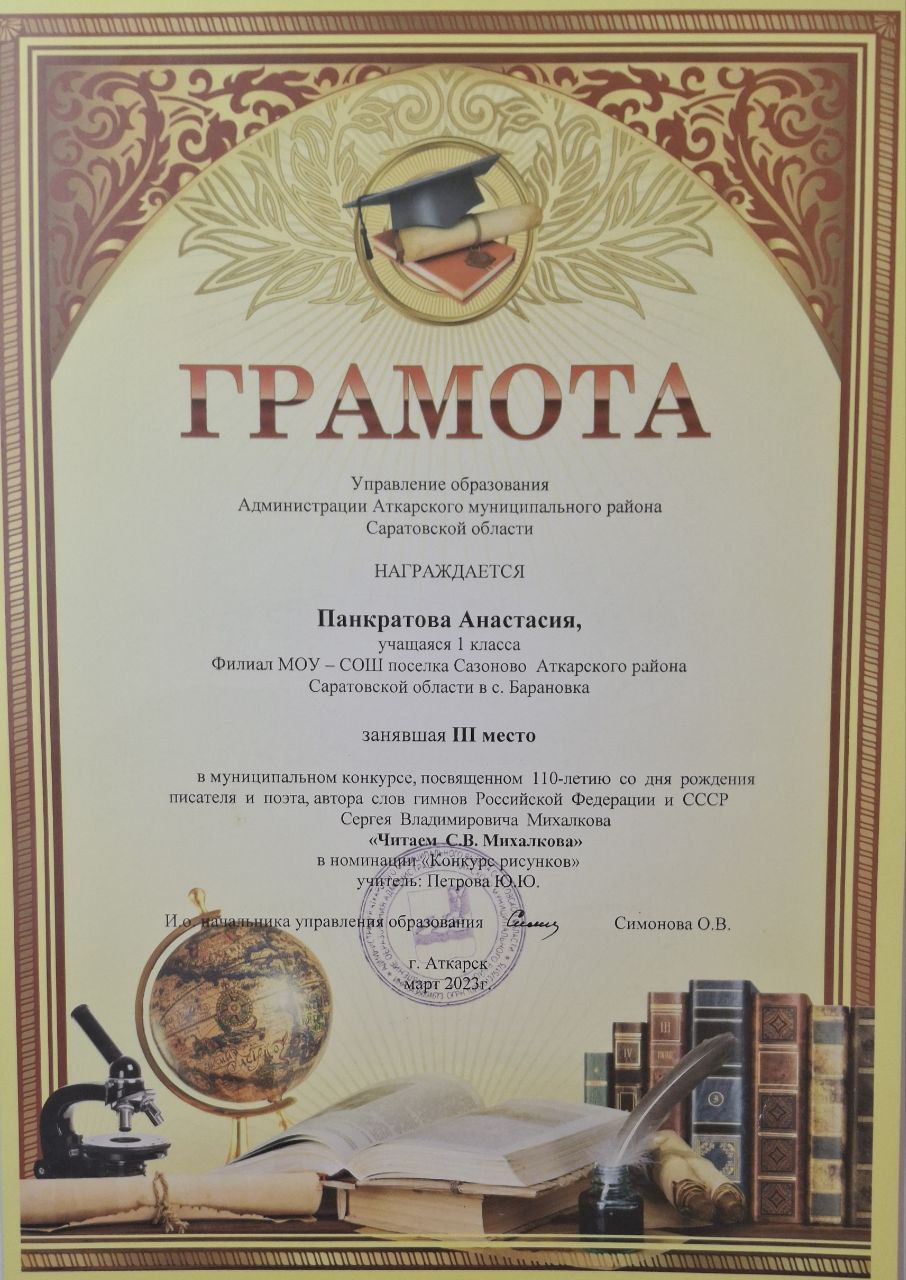 ГРАМОТА
Управление образования
Администрации Аткарского муниципального района
Саратовской области
НАГРАЖДАЕТСЯ
Панкратова Анастасия,
учащаяся 1 класса
Филиал МОУ – СОШ поселка Сазоново Аткарского района
Саратовской области в с. Барановка
занявшая III место
в муниципальном конкурсе, посвященном 110-летию со дня рождения
писателя и поэта, автора слов гимнов Российской Федерации и СССР
Сергея Владимировича Михалкова
«Читаем С.В. Михалкова»
в номинации «Конкурс рисунков»
учитель: Петрова Ю.Ю.
И.о. начальника управления образования Симонова О.В.
г. Аткарск
март 2023г.
III
IV